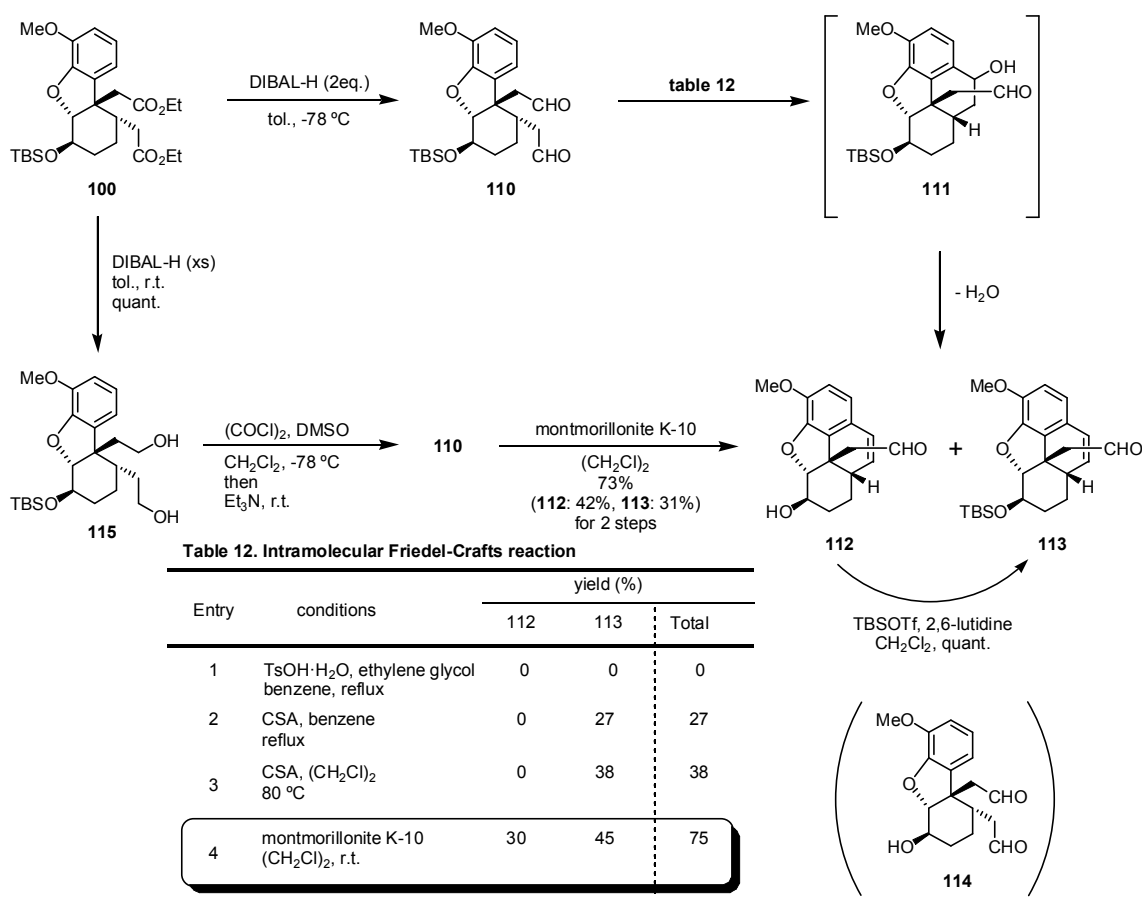 MeO
O
CO₂Et
TBSO
CO₂Et
100
DIBAL-H (2eq.)
tol., -78 ºC
MeO
O
CHO
TBSO
CHO
110
table 12
MeO
OH
O
CHO
H
TBSO
111
DIBAL-H (xs)
tol., r.t.
quant.
- H₂O
MeO
O
OH
TBSO
OH
115
(COCl)₂, DMSO
CH₂Cl₂, -78 ºC
then
Et₃N, r.t.
110
montmorillonite K-10
(CH₂Cl)₂
73%
(112: 42%, 113: 31%)
for 2 steps
MeO
O
CHO
H
HO
112
+
MeO
O
CHO
H
TBSO
113
TBSOTf, 2,6-lutidine
CH₂Cl₂, quant.
Table 12. Intramolecular Friedel-Crafts reaction
Entry conditions yield (%)
112 113 Total
1 TsOH·H₂O, ethylene glycol 0 0 0
benzene, reflux
2 CSA, benzene 0 27 27
reflux
3 CSA, (CH₂Cl)₂ 0 38 38
80 ºC
4 montmorillonite K-10 30 45 75
(CH₂Cl)₂, r.t.
MeO
O
CHO
HO
CHO
114